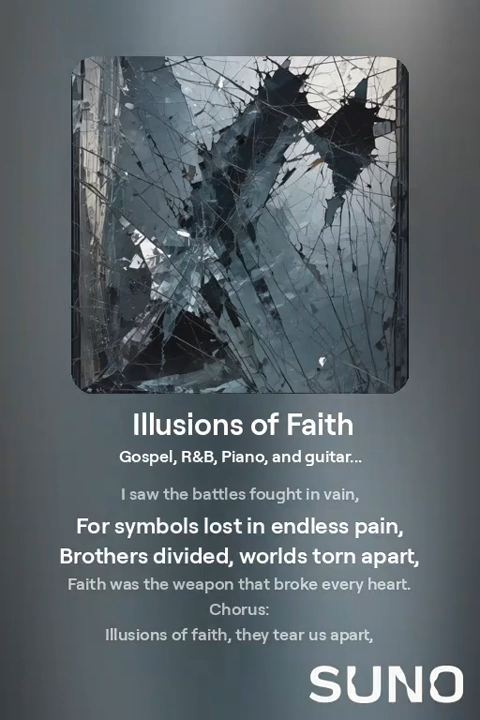 Illusions of Faith
Gospel, R&B, Piano, and guitar...
I saw the battles fought in vain,
For symbols lost in endless pain,
Brothers divided, worlds torn apart,
Faith was the weapon that broke every heart.
Chorus:
Illusions of faith, they tear us apart,
SUNO